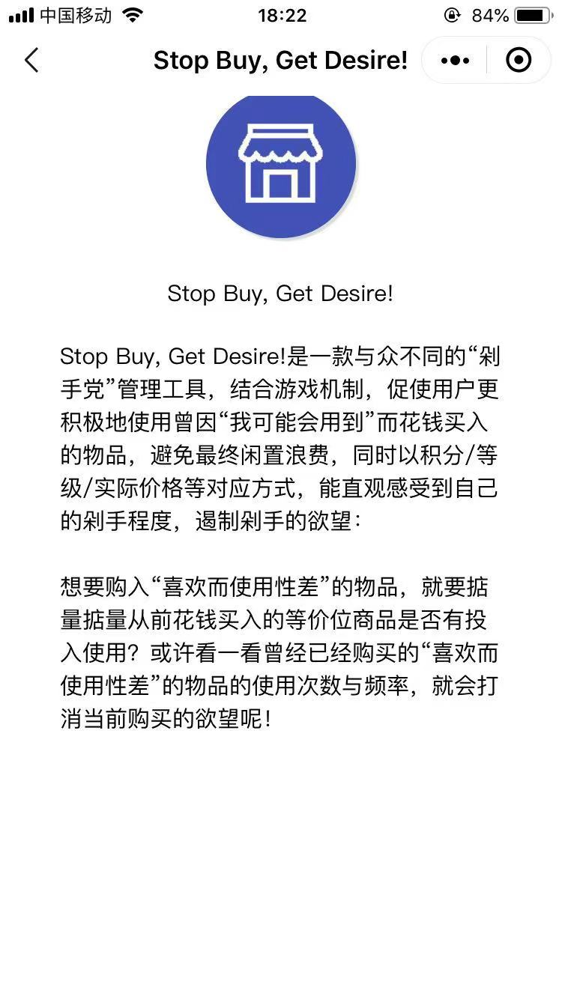 中国移动 18:22 84%
Stop Buy, Get Desire!
Stop Buy, Get Desire!
Stop Buy, Get Desire!是一款与众不同的“剁
手党”管理工具，结合游戏机制，促使用户更
积极地使用曾因“我可能会用到”而花钱买入
的物品，避免最终闲置浪费，同时以积分/等
级/实际价格等对应方式，能直观感受到自己
的剁手程度，遏制剁手的欲望：
想要购入“喜欢而使用性差”的物品，就要掂
量掂量从前花钱买入的等价位商品是否有投
入使用？或许看一看曾经已经购买的“喜欢而
使用性差”的物品的使用次数与频率，就会打
消当前购买的欲望呢！